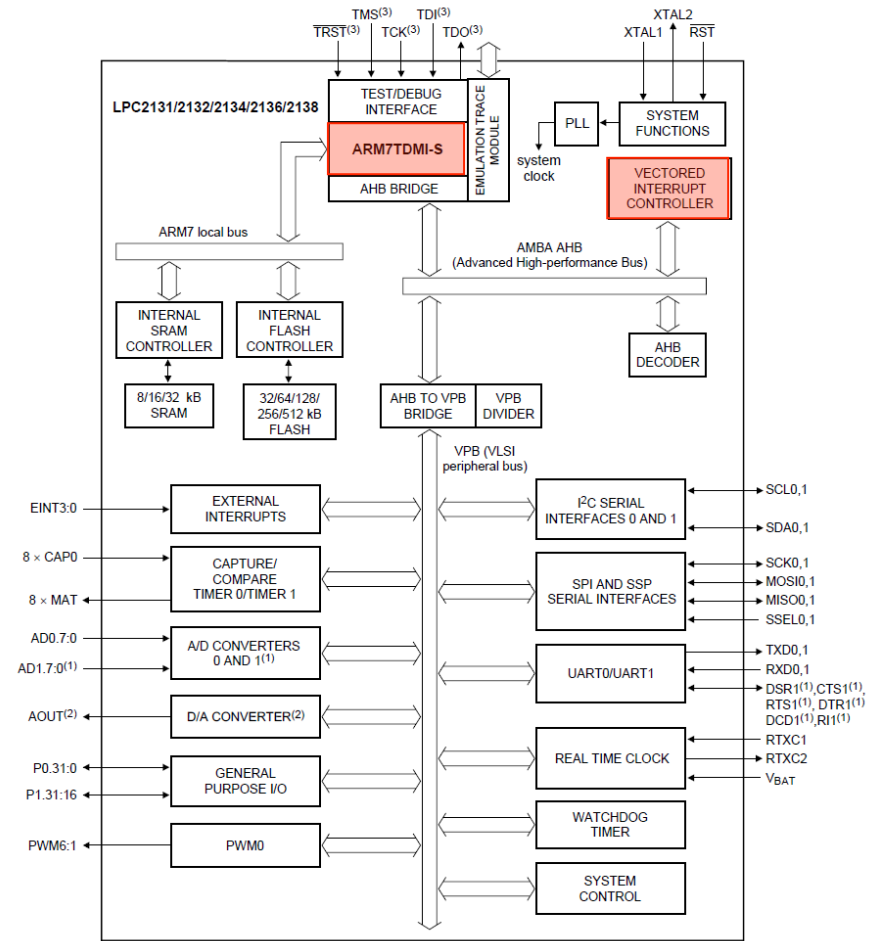 TMS(3)
TDI(3)
TRST(3)
TCK(3)
TDO(3)
XTAL2
XTAL1
RST
LPC2131/2132/2134/2136/2138
TEST/DEBUG
INTERFACE
ARM7TDMI-S
AHB BRIDGE
EMULATION TRACE
MODULE
PLL
SYSTEM
FUNCTIONS
system
clock
VECTORED
INTERRUPT
CONTROLLER
ARM7 local bus
AMBA AHB
(Advanced High-performance Bus)
INTERNAL
SRAM
CONTROLLER
INTERNAL
FLASH
CONTROLLER
AHB
DECODER
8/16/32 kB
SRAM
32/64/128/
256/512 kB
FLASH
AHB TO VPB
BRIDGE
VPB
DIVIDER
VPB (VLSI
peripheral bus)
EINT3:0
EXTERNAL
INTERRUPTS
I2C SERIAL
INTERFACES 0 AND 1
SCL0,1
SDA0,1
8 × CAP0
8 × MAT
CAPTURE/
COMPARE
TIMER 0/TIMER 1
SPI AND SSP
SERIAL INTERFACES
SCK0,1
MOSI0,1
MISO0,1
SSEL0,1
AD0.7:0
AD1.7:0(1)
A/D CONVERTERS
0 AND 1(1)
UART0/UART1
TXD0,1
RXD0,1
DSR1(1),CTS1(1),
RTS1(1), DTR1(1)
DCD1(1),RI1(1)
AOUT(2)
D/A CONVERTER(2)
REAL TIME CLOCK
RTXC1
RTXC2
VBAT
P0.31:0
P1.31:16
GENERAL
PURPOSE I/O
WATCHDOG
TIMER
PWM6:1
PWM0
SYSTEM
CONTROL